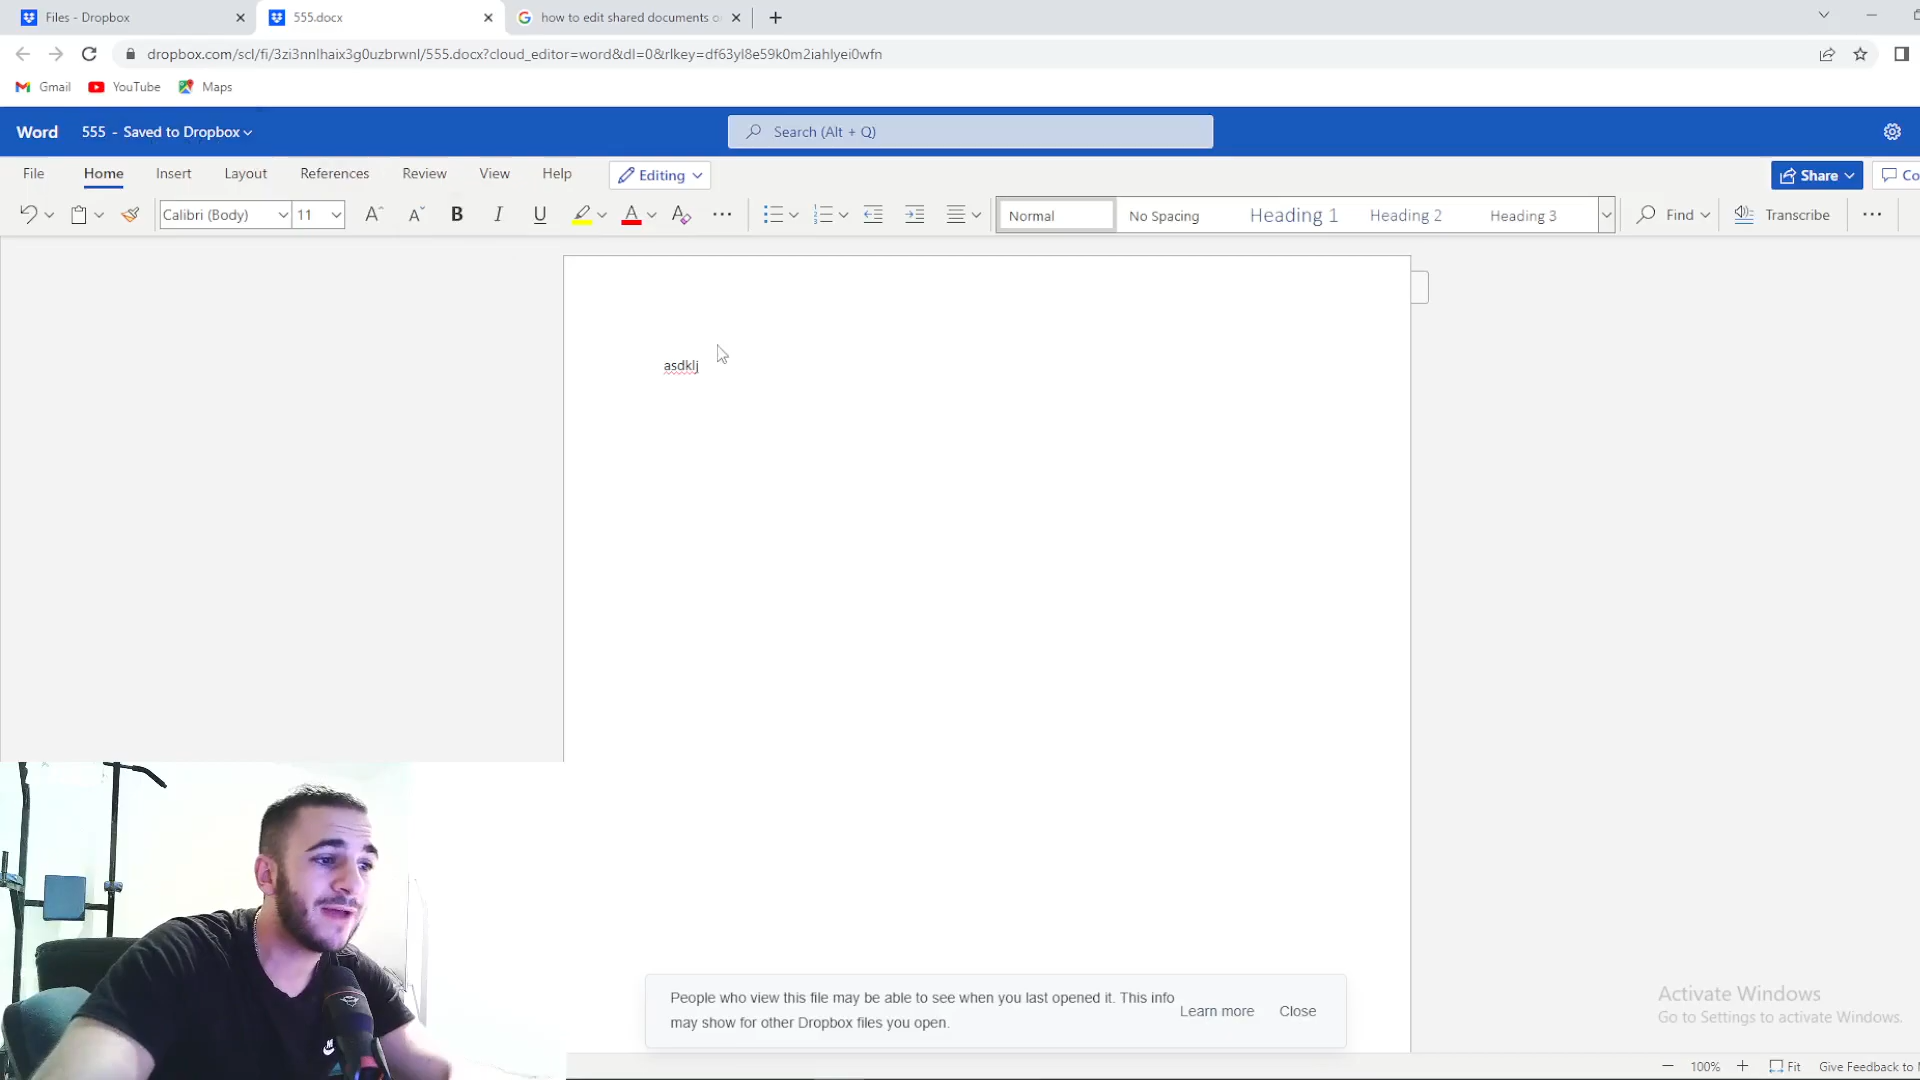 Files - Dropbox
555.docx
how to edit shared documents o
dropbox.com/scl/fi/3zi3nnlhaix3g0uzbrwnl/555.docx?cloud_editor=word&dl=0&rlkey=df63yl8e59k0m2iahlyei0wfn
Gmail YouTube Maps
Word 555 - Saved to Dropbox Search (Alt + Q)
File Home Insert Layout References Review View Help Editing Share Co
Calibri (Body) 11 B I U Normal No Spacing Heading 1 Heading 2 Heading 3 Find Transcribe
asdklj
People who view this file may be able to see when you last opened it. This info
may show for other Dropbox files you open.
Learn more Close
Activate Windows
Go to Settings to activate Windows.
100% Fit Give Feedback to